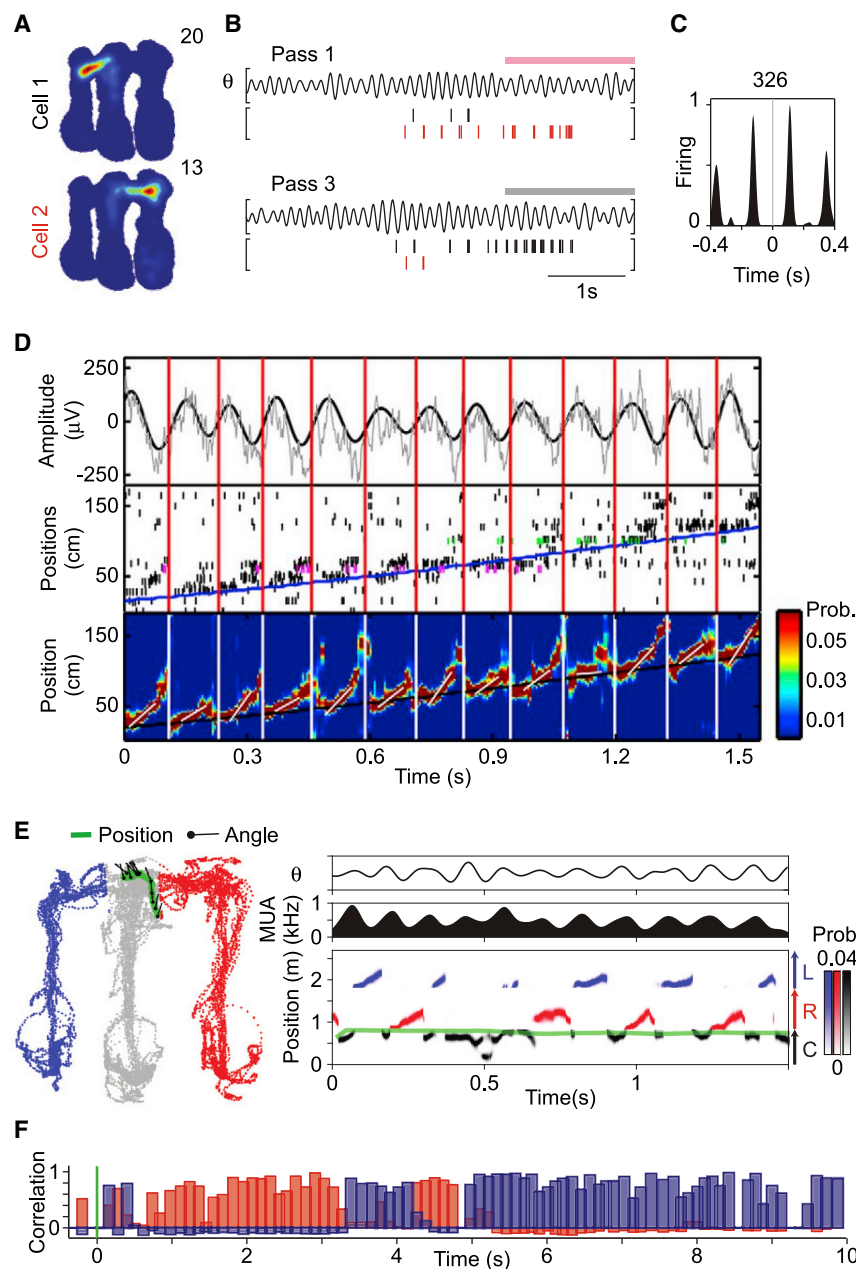 A
20
Cell 1
13
Cell 2
B
Pass 1
θ
Pass 3
1s
C
326
1
Firing
0
-0.4
0
0.4
Time (s)
D
250
0
-250
Amplitude
(μV)
150
50
Positions
(cm)
150
50
Position
(cm)
0
0.3
0.6
0.9
1.2
1.5
Time (s)
Prob.
0.05
0.03
0.01
E
Position
Angle
θ
1
0
MUA
(kHz)
2
1
0
Position (m)
0
0.5
1
Time(s)
L
R
C
Prob
0.04
0
F
1
0
Correlation
0
2
4
6
8
10
Time (s)